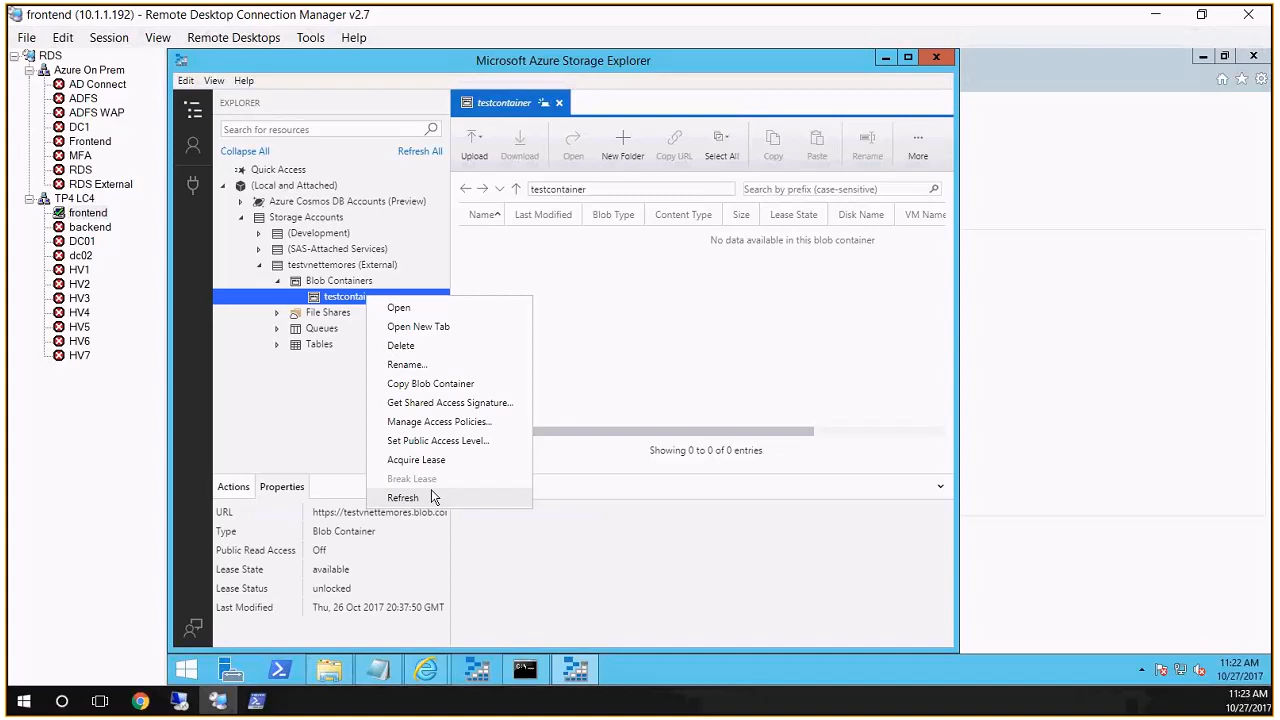 frontend (10.1.1.192) - Remote Desktop Connection Manager v2.7
File Edit Session View Remote Desktops Tools Help
RDS
Azure On Prem
AD Connect
ADFS
ADFS WAP
DC1
Frontend
MFA
RDS
RDS External
TP4 LC4
frontend
backend
DC01
dc02
HV1
HV2
HV3
HV4
HV5
HV6
HV7
Microsoft Azure Storage Explorer
Edit View Help
EXPLORER
Search for resources
Collapse All Refresh All
Quick Access
(Local and Attached)
Azure Cosmos DB Accounts (Preview)
Storage Accounts
(Development)
(SAS-Attached Services)
testvnettemores (External)
Blob Containers
testcontai
File Shares
Queues
Tables
Open
Open New Tab
Delete
Rename...
Copy Blob Container
Get Shared Access Signature...
Manage Access Policies...
Set Public Access Level...
Acquire Lease
Break Lease
Refresh
testcontainer
Upload Download Open New Folder Copy URL Select All Copy Paste Rename More
testcontainer Search by prefix (case-sensitive)
Name Last Modified Blob Type Content Type Size Lease State Disk Name VM Name
No data available in this blob container
Showing 0 to 0 of 0 entries
Actions Properties
URL https://testvnettemores.blob.co
Type Blob Container
Public Read Access Off
Lease State available
Lease Status unlocked
Last Modified Thu, 26 Oct 2017 20:37:50 GMT
11:22 AM
10/27/2017
11:23 AM
10/27/2017